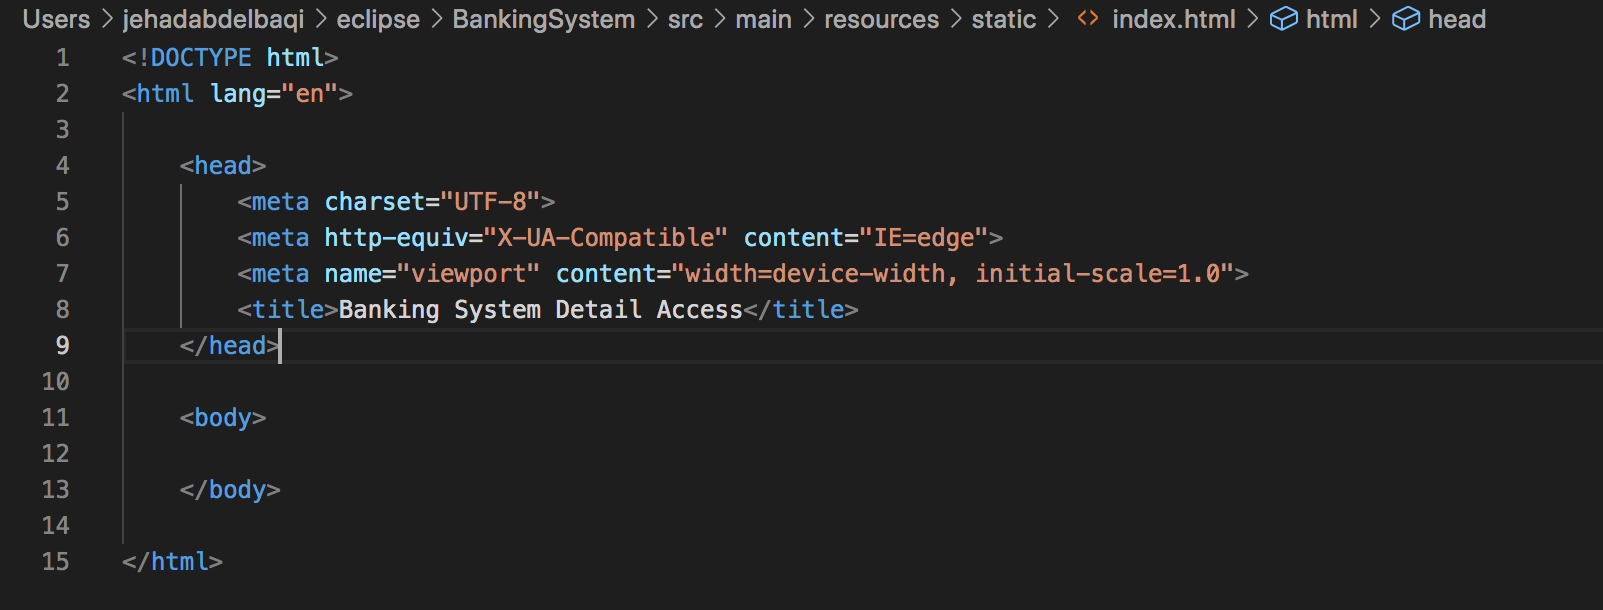 Users > jehadabdelbaqi > eclipse > BankingSystem > src > main > resources > static > <> index.html > html > head
1 <!DOCTYPE html>
2 <html lang="en">
3
4 <head>
5 <meta charset="UTF-8">
6 <meta http-equiv="X-UA-Compatible" content="IE=edge">
7 <meta name="viewport" content="width=device-width, initial-scale=1.0">
8 <title>Banking System Detail Access</title>
9 </head>
10
11 <body>
12
13 </body>
14
15 </html>